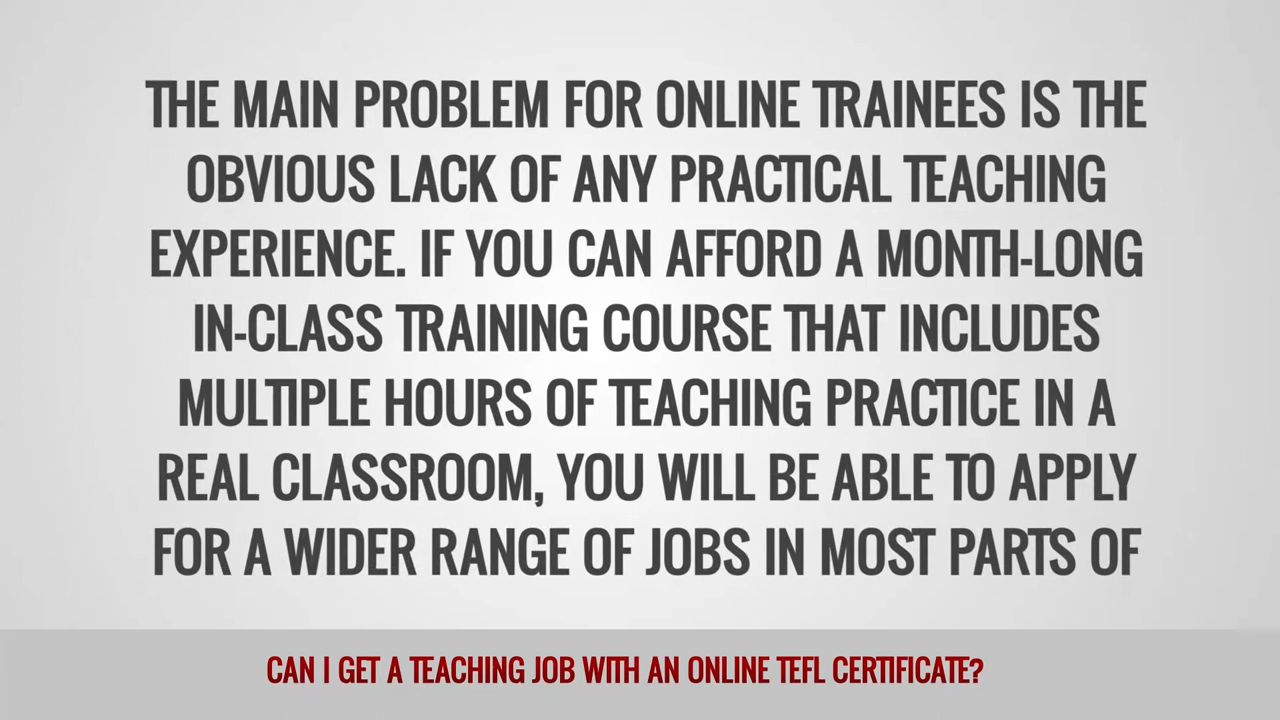 THE MAIN PROBLEM FOR ONLINE TRAINEES IS THE
OBVIOUS LACK OF ANY PRACTICAL TEACHING
EXPERIENCE. IF YOU CAN AFFORD A MONTH-LONG
IN-CLASS TRAINING COURSE THAT INCLUDES
MULTIPLE HOURS OF TEACHING PRACTICE IN A
REAL CLASSROOM, YOU WILL BE ABLE TO APPLY
FOR A WIDER RANGE OF JOBS IN MOST PARTS OF
CAN I GET A TEACHING JOB WITH AN ONLINE TEFL CERTIFICATE?